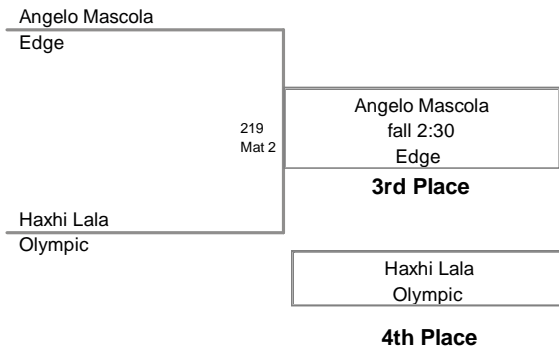 Angelo Mascola
Edge
219
Mat 2
Angelo Mascola
fall 2:30
Edge
3rd Place
Haxhi Lala
Olympic
Haxhi Lala
Olympic
4th Place